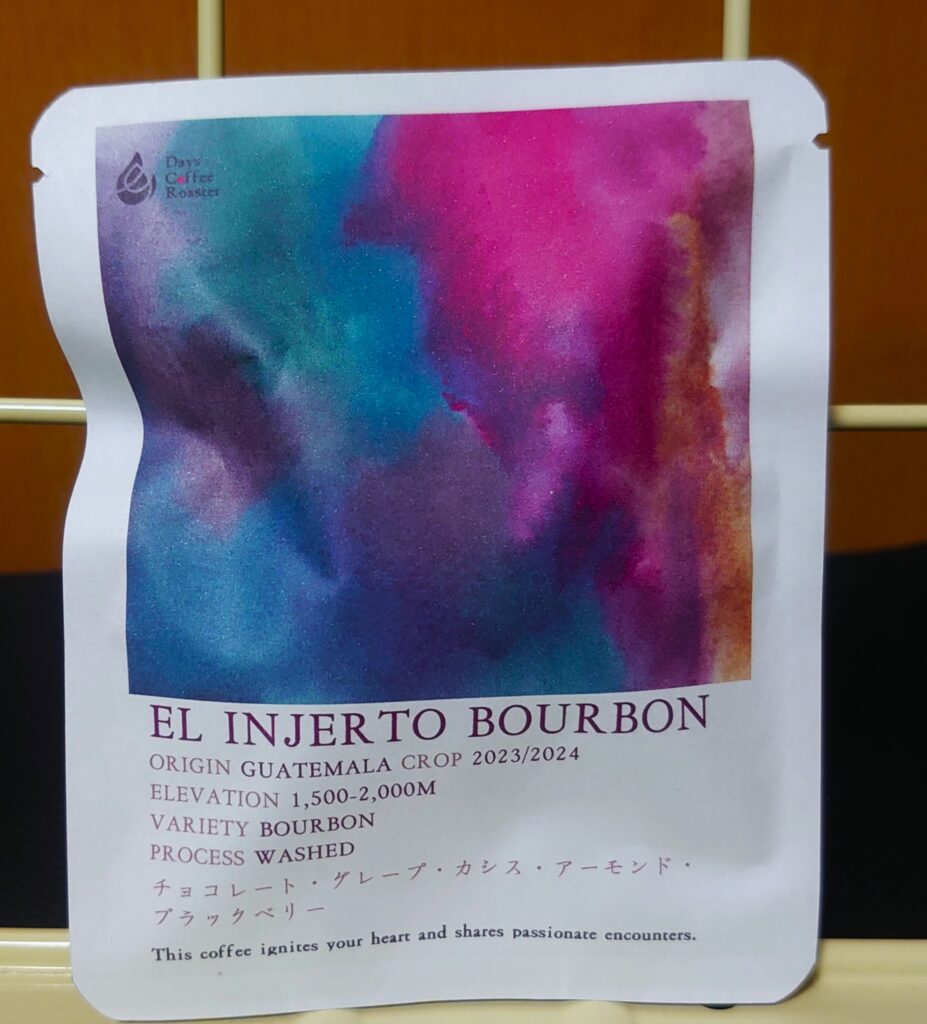 Days
Coffee
Roaster
EL INJERTO BOURBON
ORIGIN GUATEMALA CROP 2023/2024
ELEVATION 1,500-2,000M
VARIETY BOURBON
PROCESS WASHED
チョコレート・グレープ・カシス・アーモンド・
ブラックベリー
This coffee ignites your heart and shares passionate encounters.